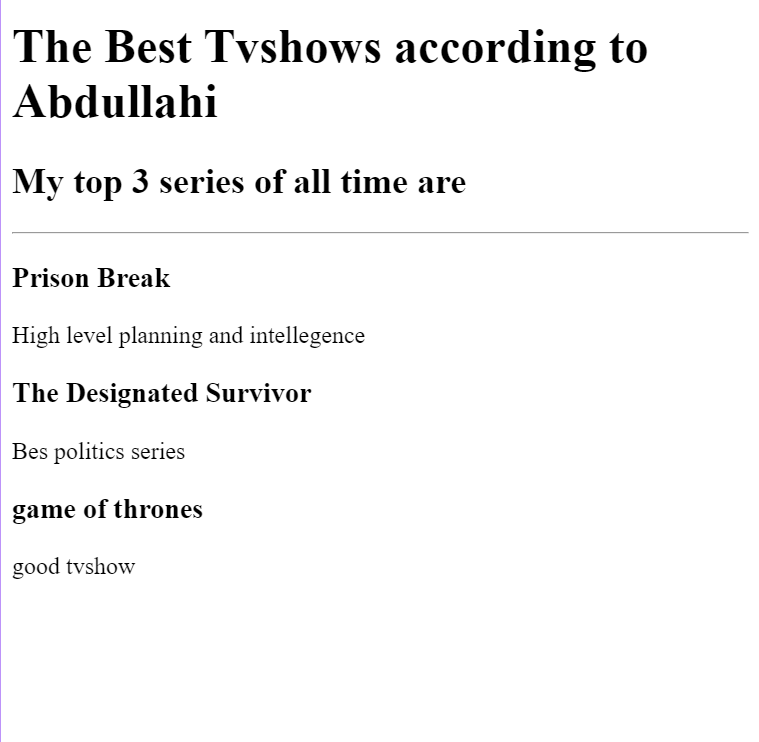 The Best Tvshows according to
Abdullahi
My top 3 series of all time are
Prison Break
High level planning and intellegence
The Designated Survivor
Bes politics series
game of thrones
good tvshow